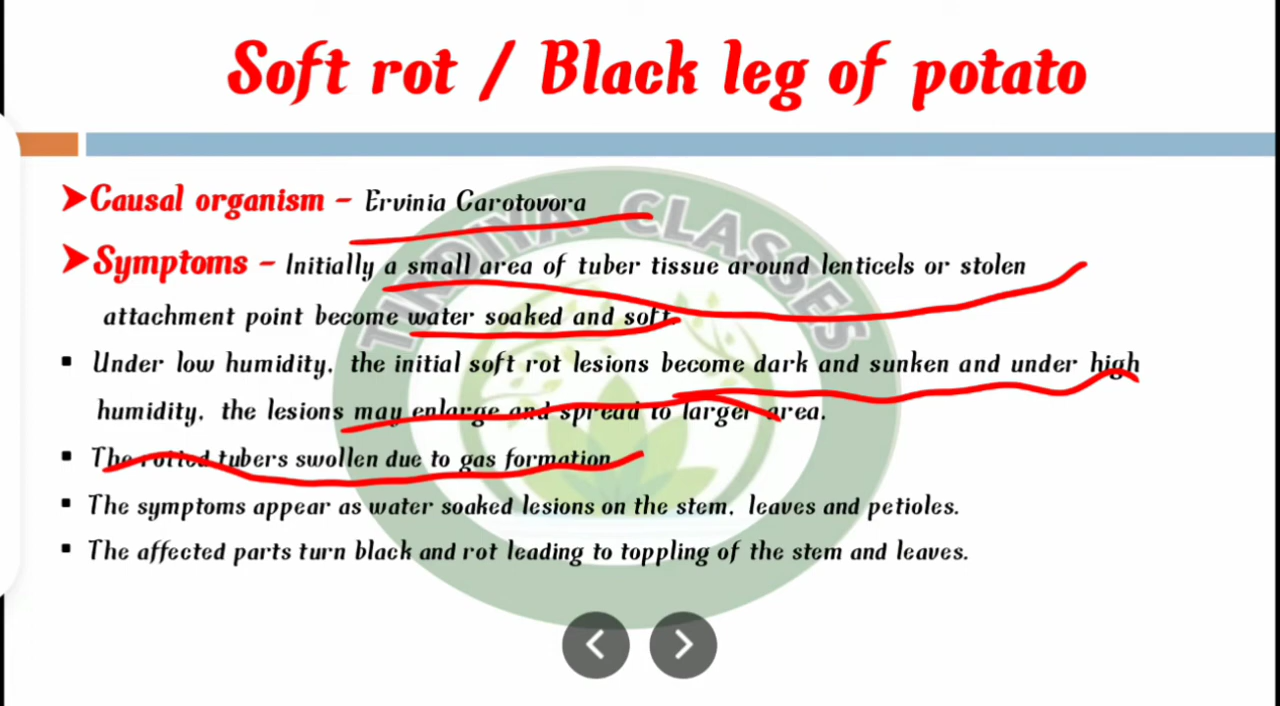 Soft rot / Black leg of potato
TIRDIYA CLASSES
➤Causal organism – Ervinia Carotovora
➤Symptoms – Initially a small area of tuber tissue around lenticels or stolen
attachment point become water soaked and soft.
▪ Under low humidity, the initial soft rot lesions become dark and sunken and under high
humidity, the lesions may enlarge and spread to larger area.
▪ The rotted tubers swollen due to gas formation.
▪ The symptoms appear as water soaked lesions on the stem, leaves and petioles.
▪ The affected parts turn black and rot leading to toppling of the stem and leaves.